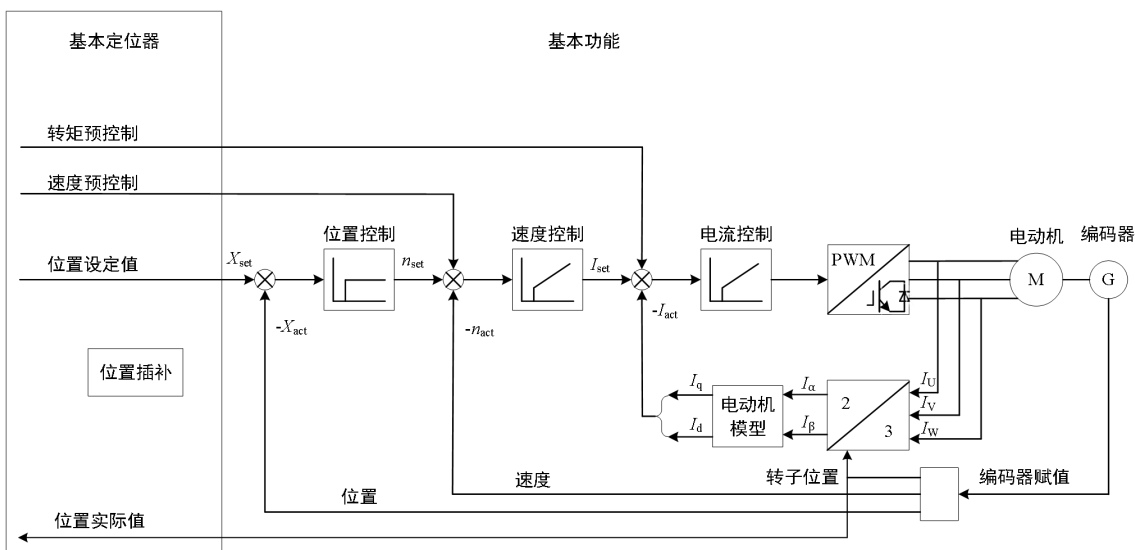 基本定位器
基本功能
转矩预控制
速度预控制
位置控制
速度控制
电流控制
电动机
编码器
位置设定值
Xset
nset
Iset
PWM
M
G
-Xact
-nact
-Iact
位置插补
Iq
Id
电动机
模型
Iα
Iβ
2
3
IU
IV
IW
位置
速度
转子位置
编码器赋值
位置实际值